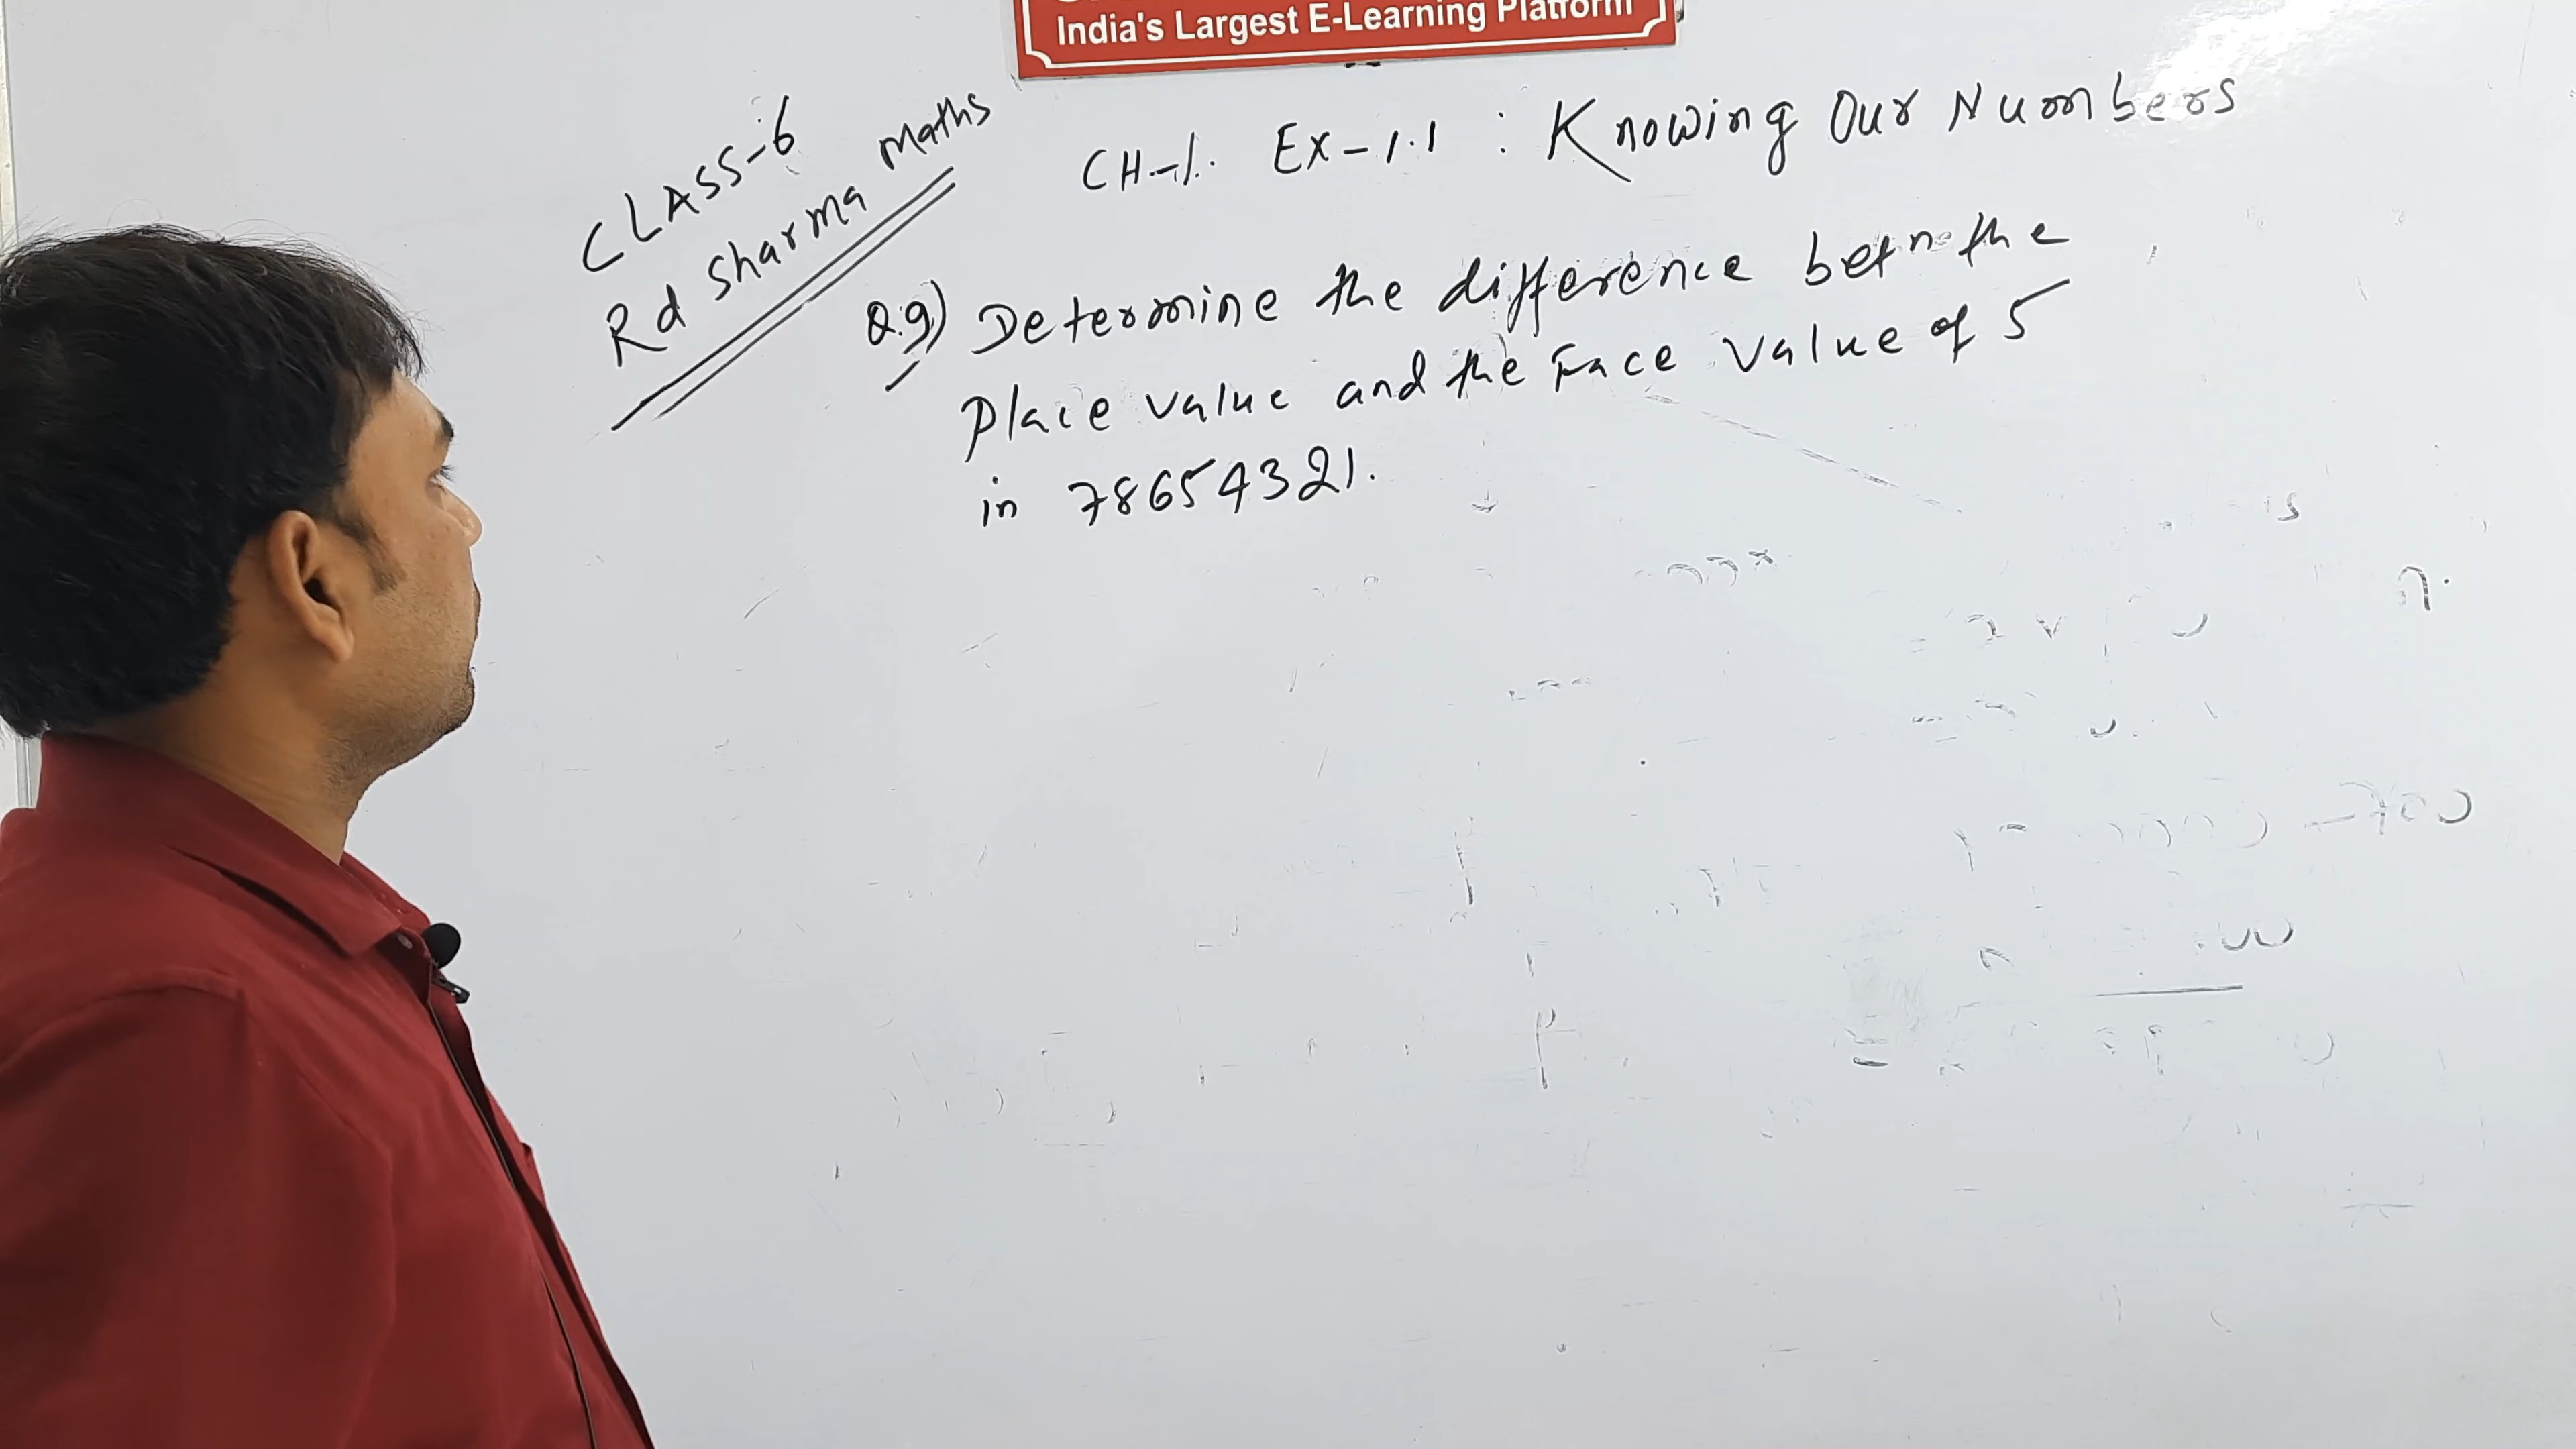 India's Largest E-Learning Platform
CLASS-6
Rd Sharma Maths
CH-1. Ex-1.1 : Knowing Our Numbers
Q.9) Determine the difference betn the
Place value and the Face value of 5
in 78654321.